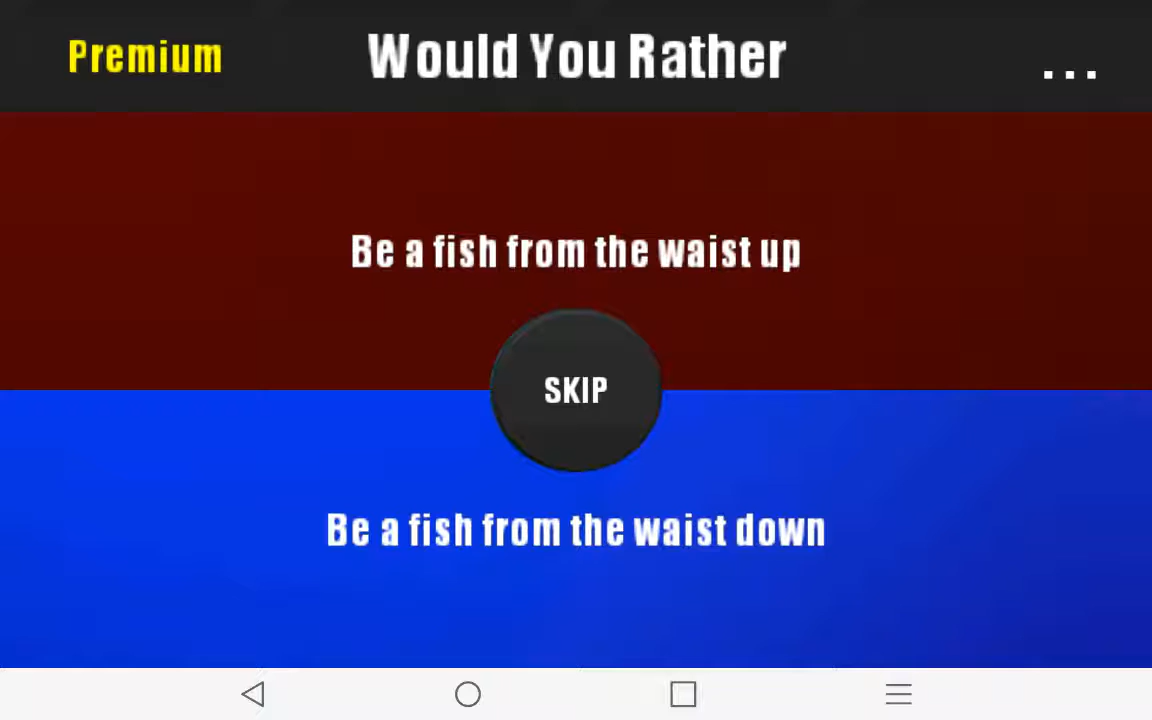 Premium
Would You Rather
...
Be a fish from the waist up
SKIP
Be a fish from the waist down